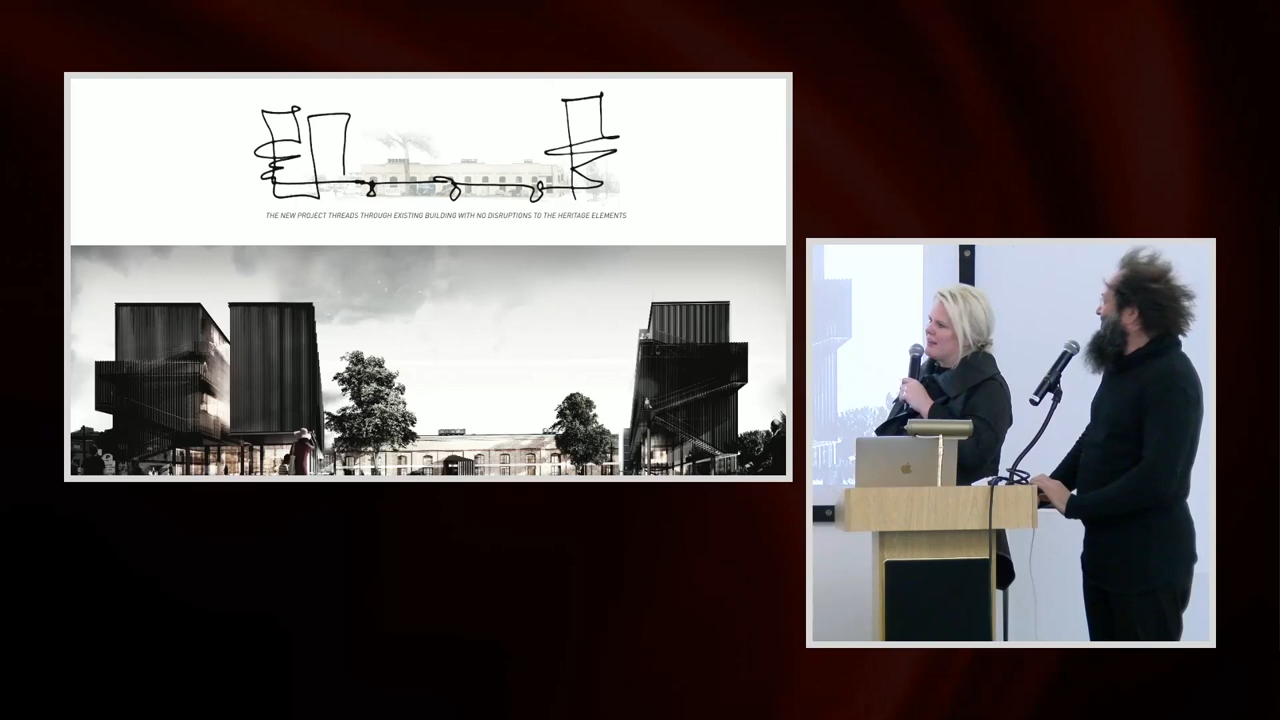 THE NEW PROJECT THREADS THROUGH EXISTING BUILDING WITH NO DISRUPTIONS TO THE HERITAGE ELEMENTS